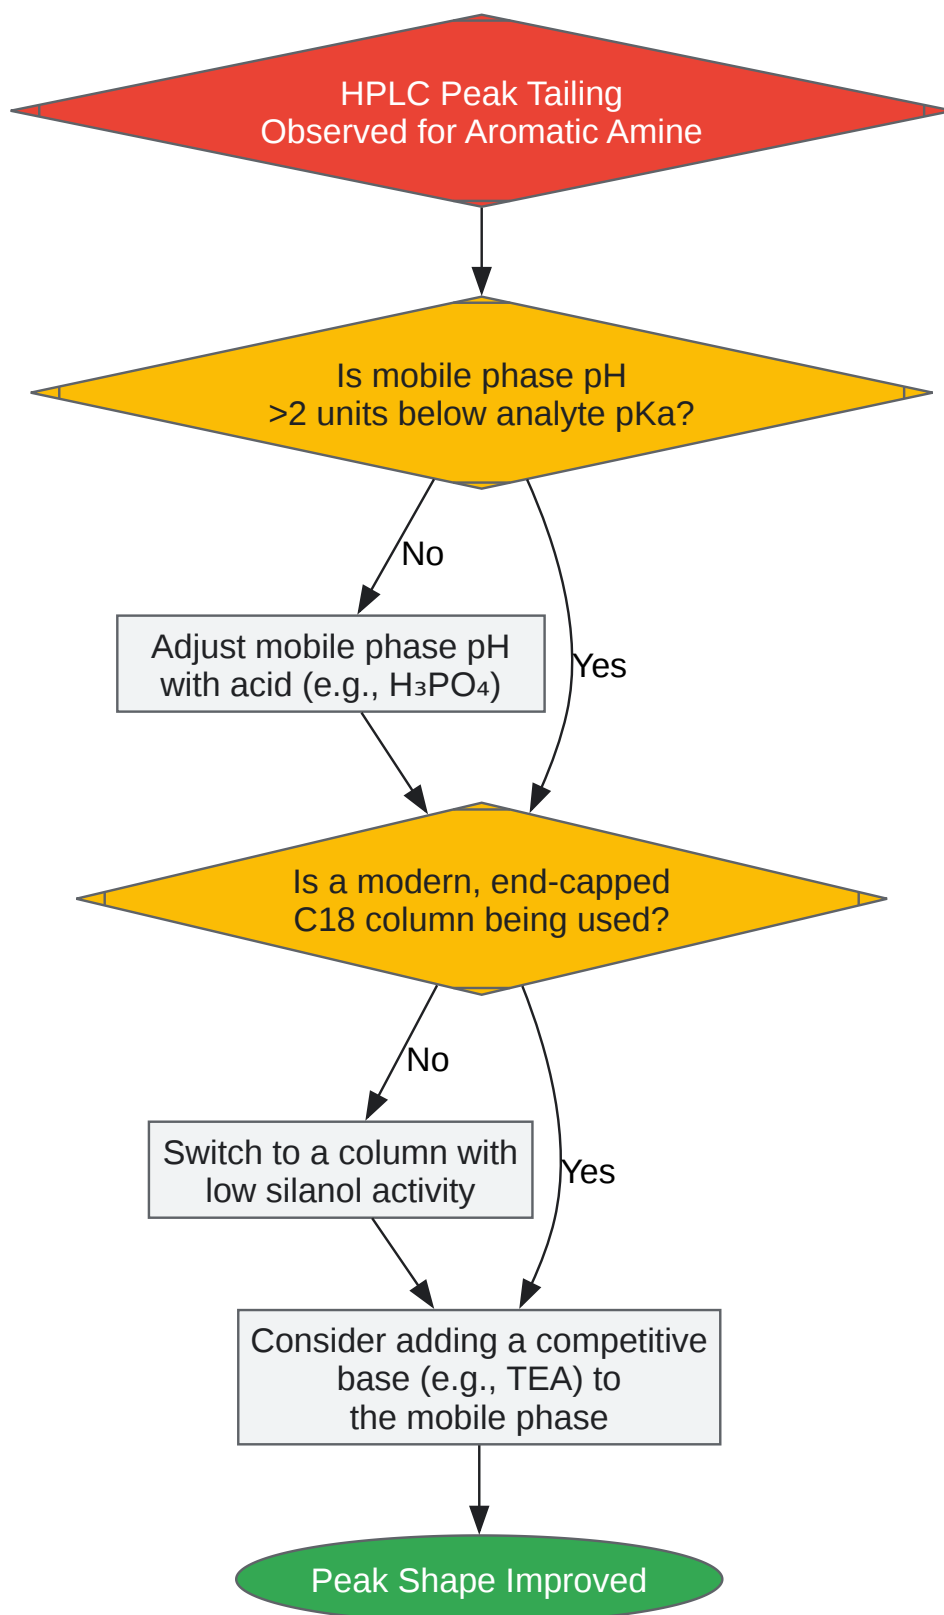 HPLC Peak Tailing
Observed for Aromatic Amine
Is mobile phase pH
>2 units below analyte pKa?
No
Adjust mobile phase pH
with acid (e.g., H₃PO₄)
Yes
Is a modern, end-capped
C18 column being used?
No
Switch to a column with
low silanol activity
Yes
Consider adding a competitive
base (e.g., TEA) to
the mobile phase
Peak Shape Improved